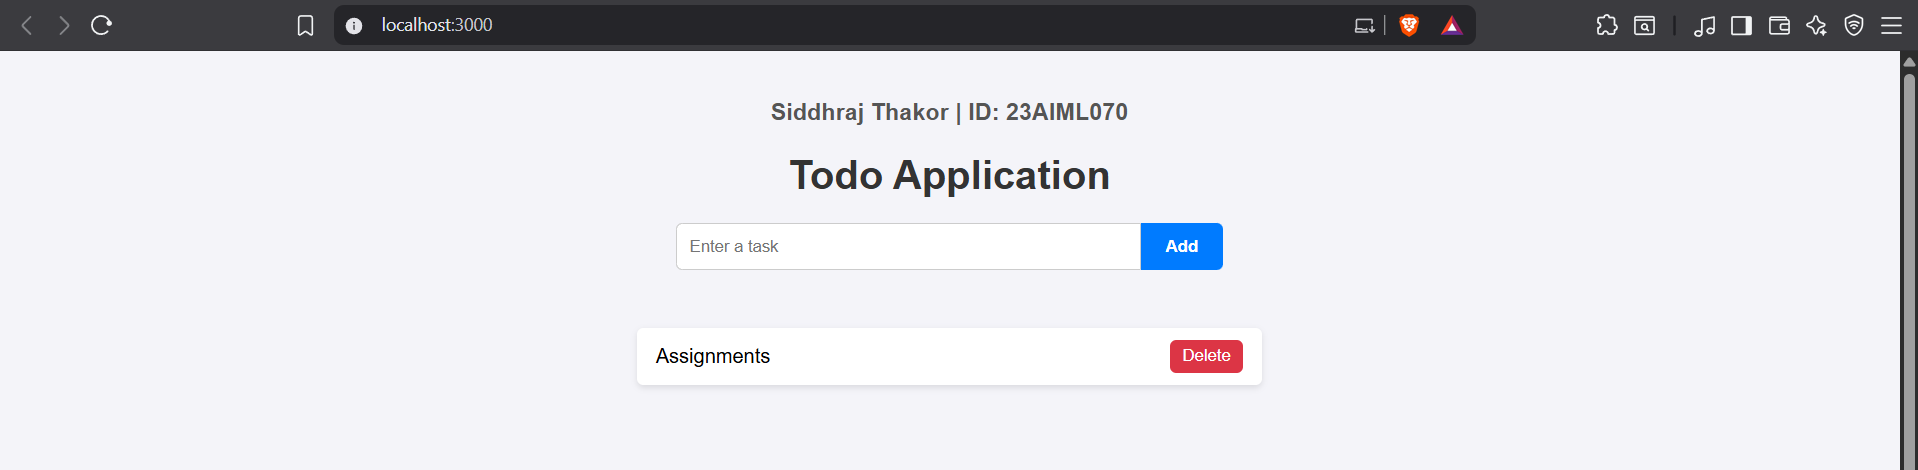 localhost:3000
Siddhraj Thakor | ID: 23AIML070
Todo Application
Enter a task
Add
Assignments
Delete